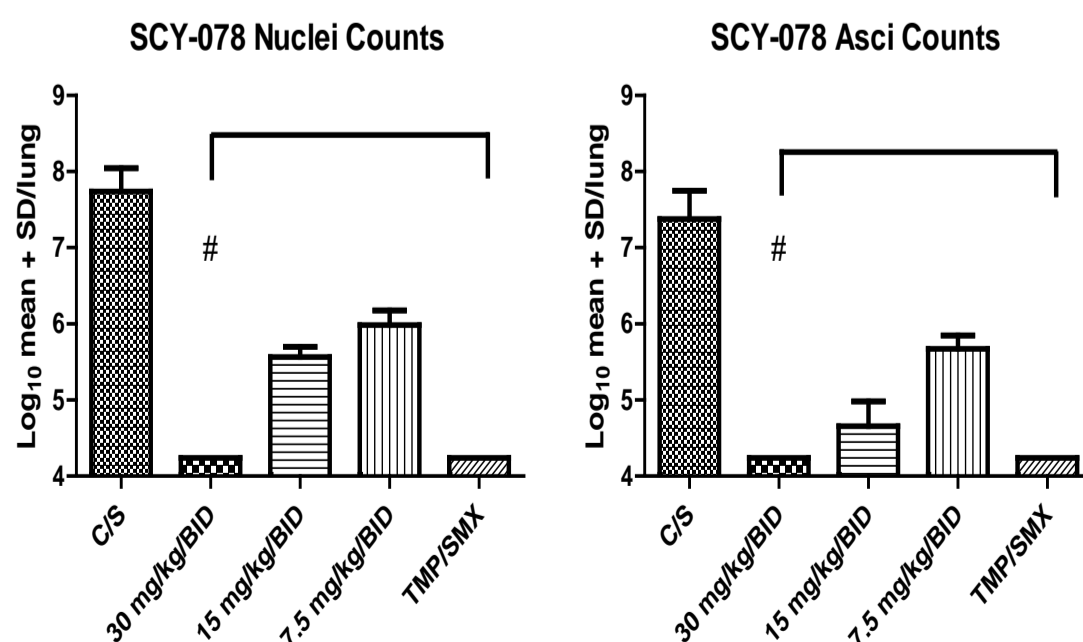 SCY-078 Nuclei Counts
Log₁₀ mean + SD/lung
9
8
7
6
5
4
#
C/S
30 mg/kg/BID
15 mg/kg/BID
7.5 mg/kg/BID
TMP/SMX
SCY-078 Asci Counts
Log₁₀ mean + SD/lung
9
8
7
6
5
4
#
C/S
30 mg/kg/BID
15 mg/kg/BID
7.5 mg/kg/BID
TMP/SMX